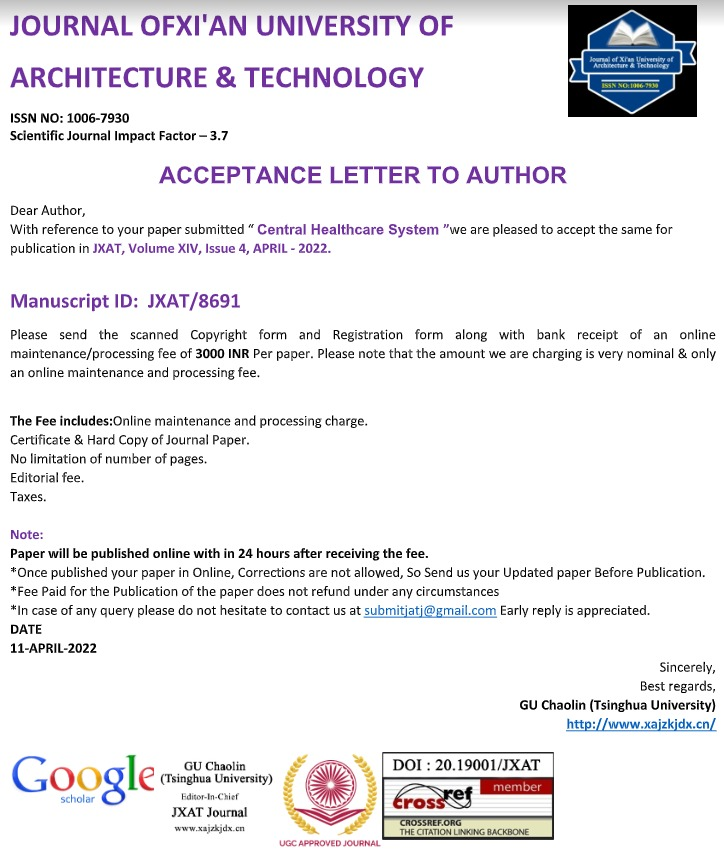 JOURNAL OFXI'AN UNIVERSITY OF
ARCHITECTURE & TECHNOLOGY
Journal of Xi'an University of
Architecture & Technology
ISSN NO:1006-7930
ISSN NO: 1006-7930
Scientific Journal Impact Factor – 3.7
ACCEPTANCE LETTER TO AUTHOR
Dear Author,
With reference to your paper submitted “ Central Healthcare System ”we are pleased to accept the same for
publication in JXAT, Volume XIV, Issue 4, APRIL - 2022.
Manuscript ID: JXAT/8691
Please send the scanned Copyright form and Registration form along with bank receipt of an online
maintenance/processing fee of 3000 INR Per paper. Please note that the amount we are charging is very nominal & only
an online maintenance and processing fee.
The Fee includes:Online maintenance and processing charge.
Certificate & Hard Copy of Journal Paper.
No limitation of number of pages.
Editorial fee.
Taxes.
Note:
Paper will be published online with in 24 hours after receiving the fee.
*Once published your paper in Online, Corrections are not allowed, So Send us your Updated paper Before Publication.
*Fee Paid for the Publication of the paper does not refund under any circumstances
*In case of any query please do not hesitate to contact us at submitjatj@gmail.com Early reply is appreciated.
DATE
11-APRIL-2022
Sincerely,
Best regards,
GU Chaolin (Tsinghua University)
http://www.xajzkjdx.cn/
Google
scholar
GU Chaolin
(Tsinghua University)
Editor-In-Chief
JXAT Journal
www.xajzkjdx.cn
UGC APPROVED JOURNAL
DOI : 20.19001/JXAT
crossref
member
CROSSREF.ORG
THE CITATION LINKING BACKBONE